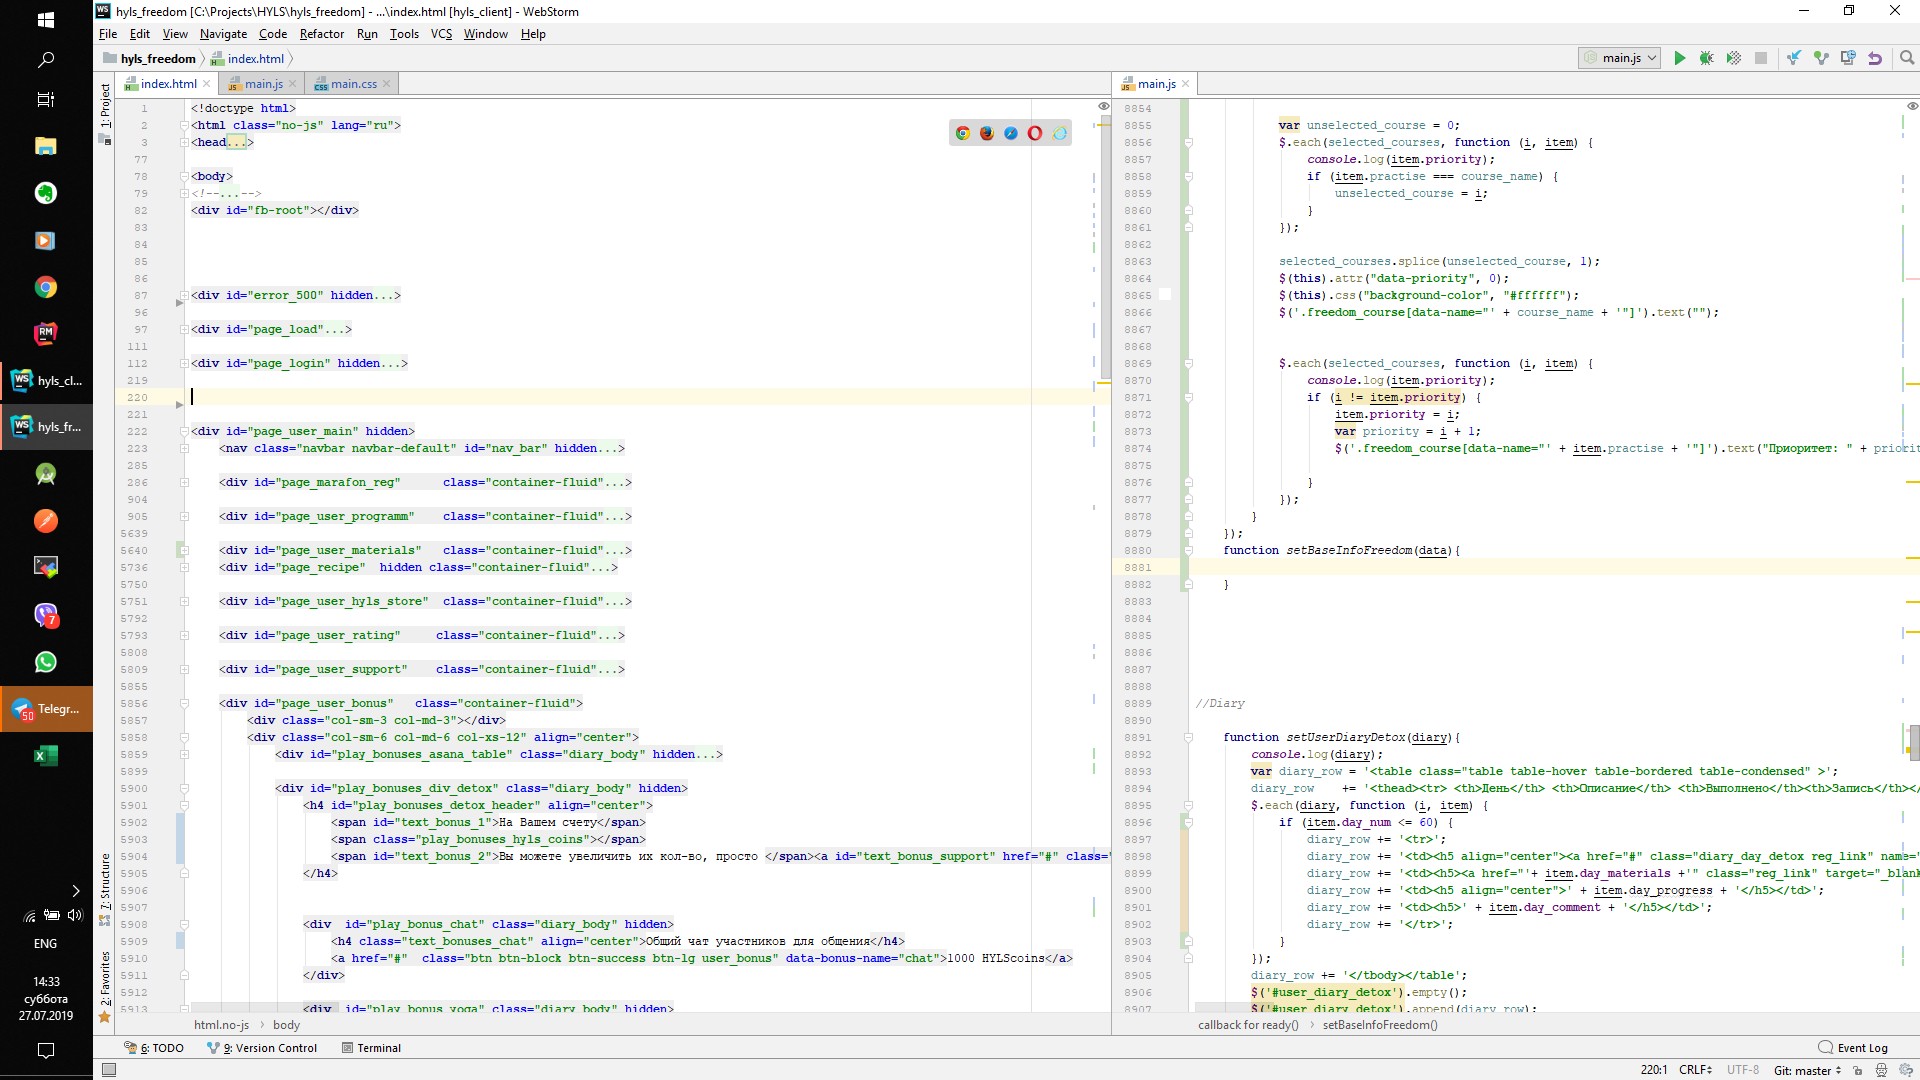 hyls_freedom [C:\Projects\HYLS\hyls_freedom] - ...\index.html [hyls_client] - WebStorm
File Edit View Navigate Code Refactor Run Tools VCS Window Help
hyls_freedom index.html
main.js
index.html main.js main.css
1: Project
1 <!doctype html>
2 <html class="no-js" lang="ru">
3 <head...>
77
78 <body>
79 <!--...-->
82 <div id="fb-root"></div>
83
84
85
86
87 <div id="error_500" hidden...>
96
97 <div id="page_load"...>
111
112 <div id="page_login" hidden...>
219
220
221
222 <div id="page_user_main" hidden>
223 <nav class="navbar navbar-default" id="nav_bar" hidden...>
285
286 <div id="page_marafon_reg" class="container-fluid"...>
904
905 <div id="page_user_programm" class="container-fluid"...>
5639
5640 <div id="page_user_materials" class="container-fluid"...>
5736 <div id="page_recipe" hidden class="container-fluid"...>
5750
5751 <div id="page_user_hyls_store" class="container-fluid"...>
5792
5793 <div id="page_user_rating" class="container-fluid"...>
5808
5809 <div id="page_user_support" class="container-fluid"...>
5855
5856 <div id="page_user_bonus" class="container-fluid">
5857 <div class="col-sm-3 col-md-3"></div>
5858 <div class="col-sm-6 col-md-6 col-xs-12" align="center">
5859 <div id="play_bonuses_asana_table" class="diary_body" hidden...>
5899
5900 <div id="play_bonuses_div_detox" class="diary_body" hidden>
5901 <h4 id="play_bonuses_detox_header" align="center">
5902 <span id="text_bonus_1">На Вашем счету</span>
5903 <span class="play_bonuses_hyls_coins"></span>
5904 <span id="text_bonus_2">Вы можете увеличить их кол-во, просто </span><a id="text_bonus_support" href="#" class="
5905 </h4>
5906
5907
5908 <div id="play_bonus_chat" class="diary_body" hidden>
5909 <h4 class="text_bonuses_chat" align="center">Общий чат участников для общения</h4>
5910 <a href="#" class="btn btn-block btn-success btn-lg user_bonus" data-bonus-name="chat">1000 HYLScoins</a>
5911 </div>
5912
5913 <div id="play_bonus_yoga" class="diary_body" hidden>
html.no-js body
main.js
8854
8855 var unselected_course = 0;
8856 $.each(selected_courses, function (i, item) {
8857 console.log(item.priority);
8858 if (item.practise === course_name) {
8859 unselected_course = i;
8860 }
8861 });
8862
8863 selected_courses.splice(unselected_course, 1);
8864 $(this).attr("data-priority", 0);
8865 $(this).css("background-color", "#ffffff");
8866 $('.freedom_course[data-name="' + course_name + '"]').text("");
8867
8868
8869 $.each(selected_courses, function (i, item) {
8870 console.log(item.priority);
8871 if (i != item.priority) {
8872 item.priority = i;
8873 var priority = i + 1;
8874 $('.freedom_course[data-name="' + item.practise + '"]').text("Приоритет: " + priorit
8875
8876 }
8877 });
8878 }
8879 });
8880 function setBaseInfoFreedom(data){
8881
8882 }
8883
8884
8885
8886
8887
8888
8889 //Diary
8890
8891 function setUserDiaryDetox(diary){
8892 console.log(diary);
8893 var diary_row = '<table class="table table-hover table-bordered table-condensed" >';
8894 diary_row += '<thead><tr> <th>День</th> <th>Описание</th> <th>Выполнено</th><th>Запись</th></
8895 $.each(diary, function (i, item) {
8896 if (item.day_num <= 60) {
8897 diary_row += '<tr>';
8898 diary_row += '<td><h5 align="center"><a href="#" class="diary_day_detox reg_link" name='
8899 diary_row += '<td><h5><a href="'+ item.day_materials +'" class="reg_link" target="_blank
8900 diary_row += '<td><h5 align="center">' + item.day_progress + '</h5></td>';
8901 diary_row += '<td><h5>' + item.day_comment + '</h5></td>';
8902 diary_row += '</tr>';
8903 }
8904 });
8905 diary_row += '</tbody></table';
8906 $('#user_diary_detox').empty();
8907 $('#user_diary_detox').append(diary_row);
callback for ready() setBaseInfoFreedom()
7: Structure
2: Favorites
6: TODO 9: Version Control Terminal Event Log
220:1 CRLF UTF-8 Git: master
hyls_cl...
hyls_fr...
7
50 Telegr...
ENG
14:33
суббота
27.07.2019